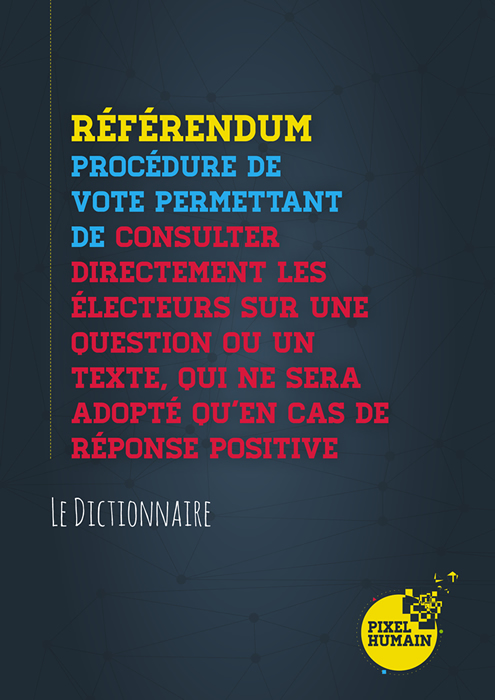 RÉFÉRENDUM
PROCÉDURE DE
VOTE PERMETTANT
DE CONSULTER
DIRECTEMENT LES
ÉLECTEURS SUR UNE
QUESTION OU UN
TEXTE, QUI NE SERA
ADOPTÉ QU'EN CAS DE
RÉPONSE POSITIVE
LE DICTIONNAIRE
PIXEL
HUMAIN